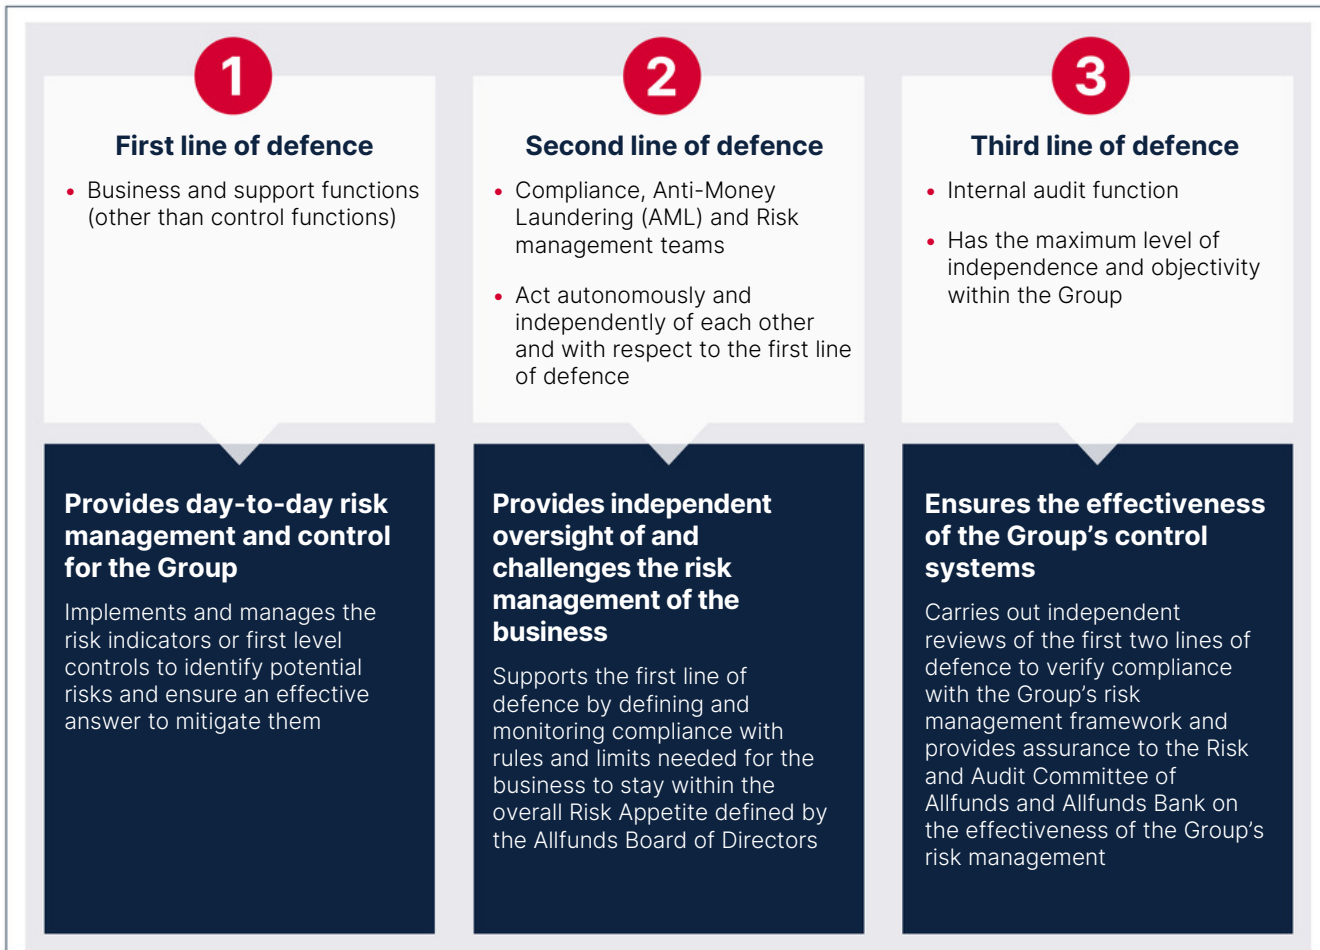 1
First line of defence
• Business and support functions
(other than control functions)
Provides day-to-day risk
management and control
for the Group
Implements and manages the
risk indicators or first level
controls to identify potential
risks and ensure an effective
answer to mitigate them
2
Second line of defence
• Compliance, Anti-Money
Laundering (AML) and Risk
management teams
• Act autonomously and
independently of each other
and with respect to the first line
of defence
Provides independent
oversight of and
challenges the risk
management of the
business
Supports the first line of
defence by defining and
monitoring compliance with
rules and limits needed for the
business to stay within the
overall Risk Appetite defined by
the Allfunds Board of Directors
3
Third line of defence
• Internal audit function
• Has the maximum level of
independence and objectivity
within the Group
Ensures the effectiveness
of the Group’s control
systems
Carries out independent
reviews of the first two lines of
defence to verify compliance
with the Group’s risk
management framework and
provides assurance to the Risk
and Audit Committee of
Allfunds and Allfunds Bank on
the effectiveness of the Group’s
risk management